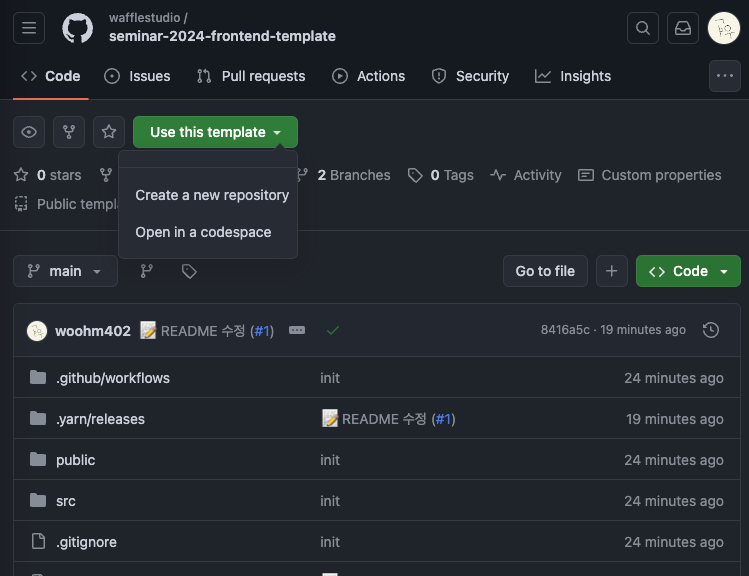 wafflestudio /
seminar-2024-frontend-template
Code Issues Pull requests Actions Security Insights
Use this template
0 stars 2 Branches 0 Tags Activity Custom properties
Public
Create a new repository
Open in a codespace
main Go to file Code
woohm402 📝 README 수정 (#1) 8416a5c · 19 minutes ago
.github/workflows init 24 minutes ago
.yarn/releases 📝 README 수정 (#1) 19 minutes ago
public init 24 minutes ago
src init 24 minutes ago
.gitignore init 24 minutes ago